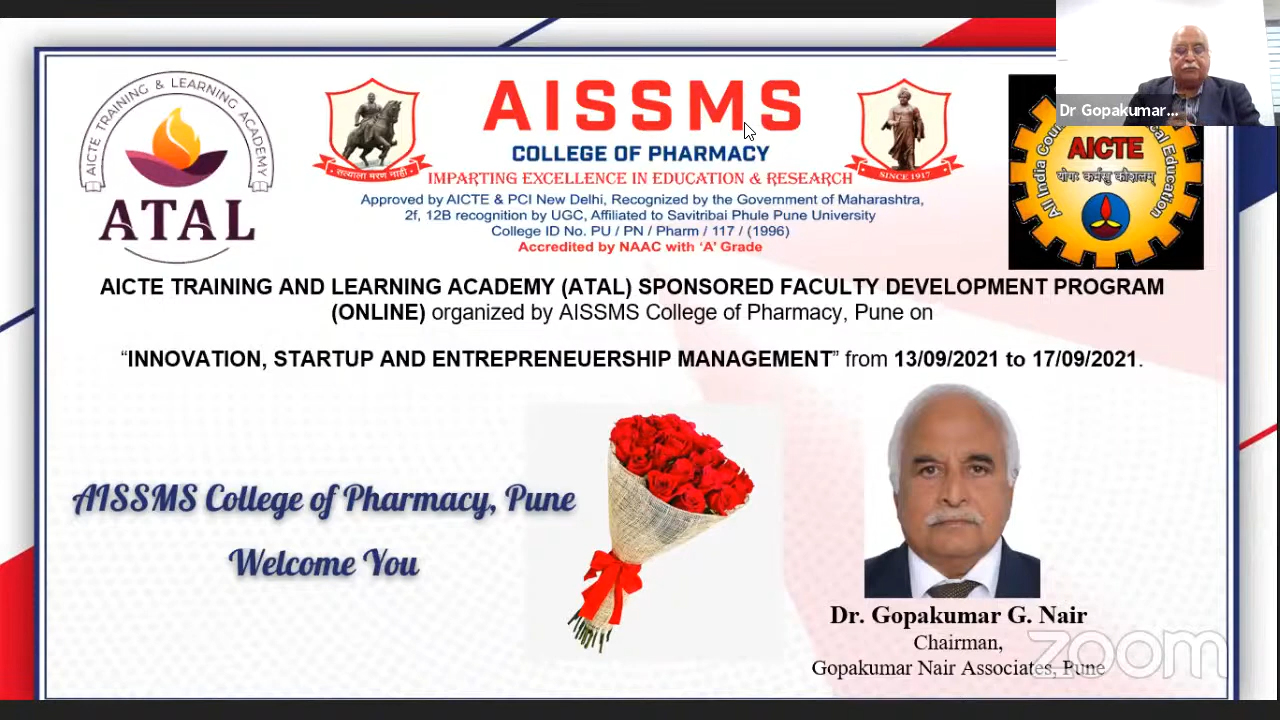 Dr Gopakumar...
AICTE TRAINING & LEARNING ACADEMY
ATAL
सत्याला मरण नाही
AISSMS
COLLEGE OF PHARMACY
IMPARTING EXCELLENCE IN EDUCATION & RESEARCH
SINCE 1917
Approved by AICTE & PCI New Delhi, Recognized by the Government of Maharashtra,
2f, 12B recognition by UGC, Affiliated to Savitribai Phule Pune University
College ID No. PU / PN / Pharm / 117 / (1996)
Accredited by NAAC with ‘A’ Grade
All India Coun
cal Education
AICTE
योगः कर्मसु कौशलम्
AICTE TRAINING AND LEARNING ACADEMY (ATAL) SPONSORED FACULTY DEVELOPMENT PROGRAM
(ONLINE) organized by AISSMS College of Pharmacy, Pune on
“INNOVATION, STARTUP AND ENTREPRENEUERSHIP MANAGEMENT” from 13/09/2021 to 17/09/2021.
AISSMS College of Pharmacy, Pune
Welcome You
Dr. Gopakumar G. Nair
Chairman,
Gopakumar Nair Associates, Pune
zoom